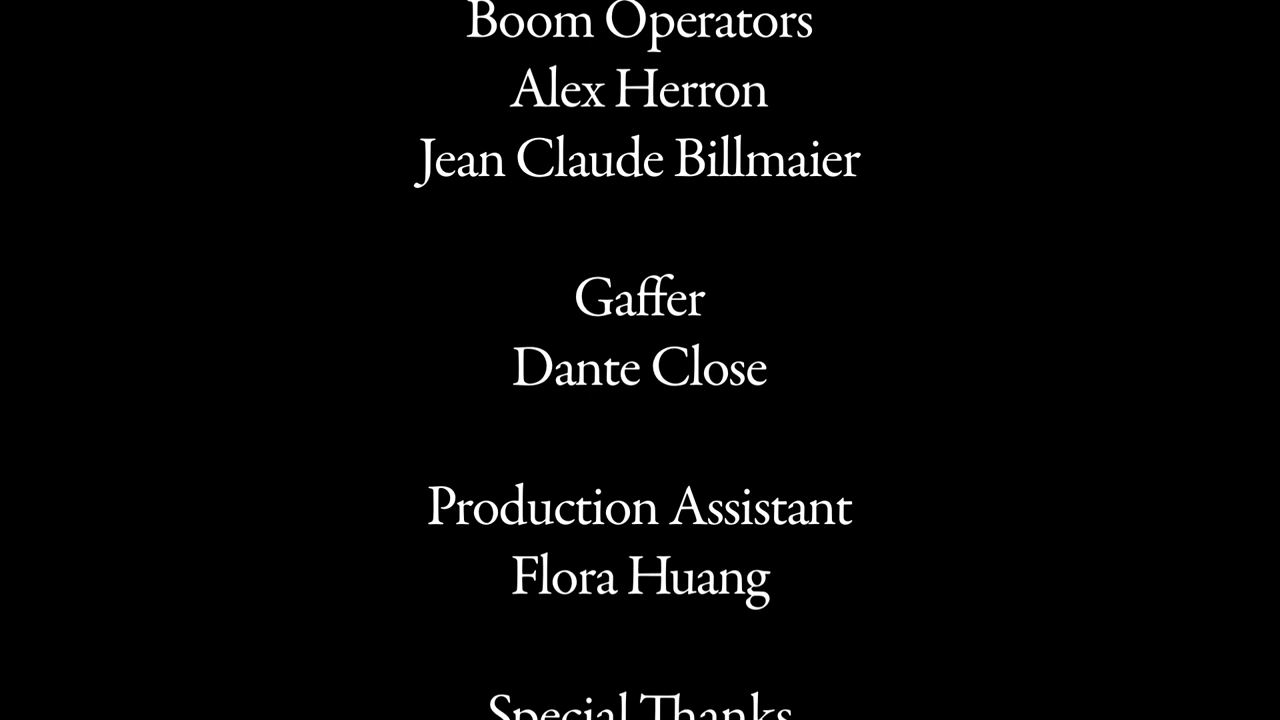 Boom Operators
Alex Herron
Jean Claude Billmaier
Gaffer
Dante Close
Production Assistant
Flora Huang
Special Thanks